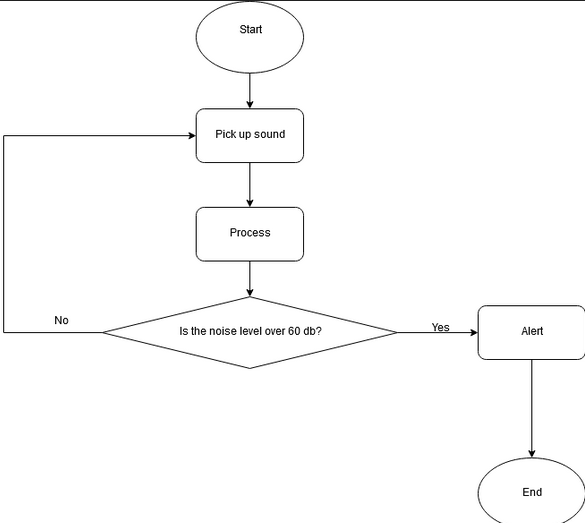 Start
Pick up sound
Process
No
Is the noise level over 60 db?
Yes
Alert
End